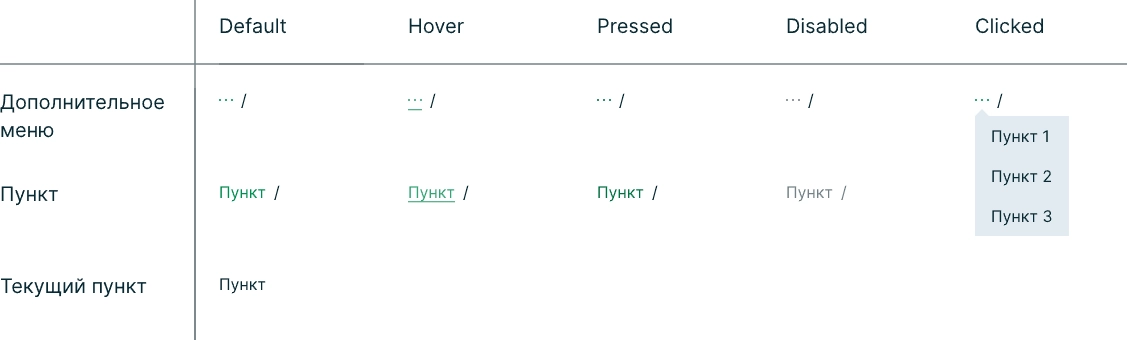 Default Hover Pressed Disabled Clicked
Дополнительное ... / ... / ... / ... / ... /
меню
Пункт 1
Пункт 2
Пункт 3
Пункт Пункт / Пункт / Пункт / Пункт /
Текущий пункт Пункт